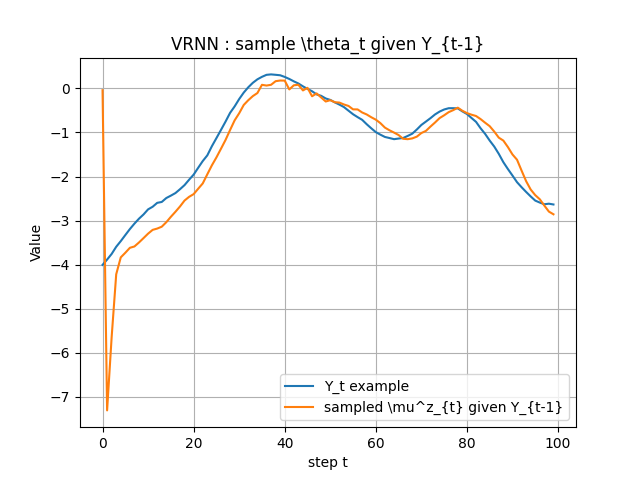 VRNN : sample \theta_t given Y_{t-1}
Value
0
−1
−2
−3
−4
−5
−6
−7
0
20
40
60
80
100
step t
Y_t example
sampled \mu^z_{t} given Y_{t-1}